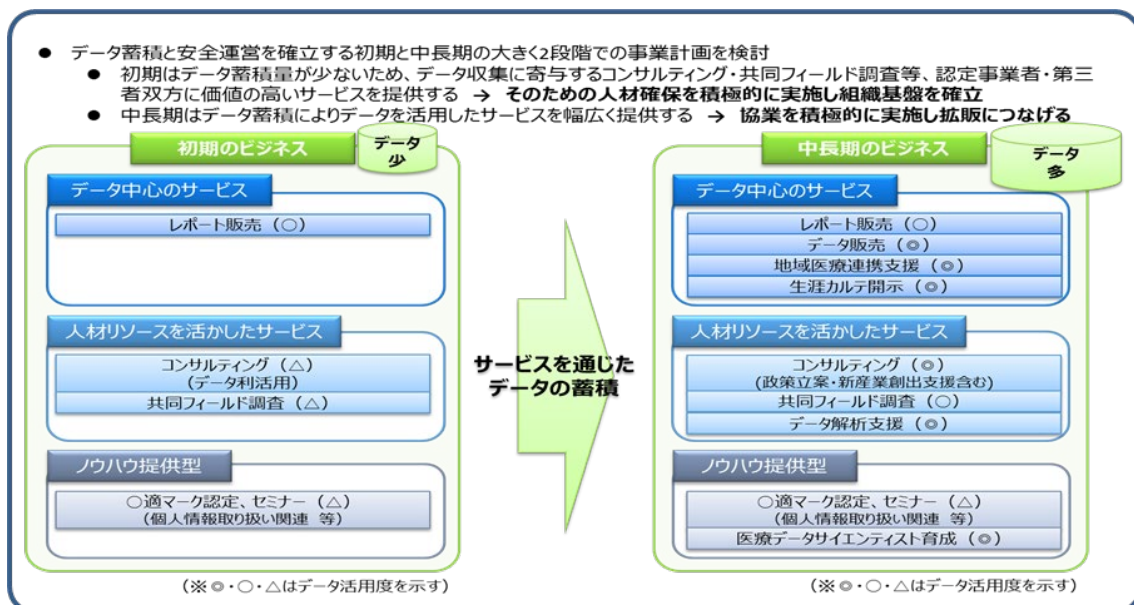 ● データ蓄積と安全運営を確立する初期と中長期の大きく2段階での事業計画を検討
● 初期はデータ蓄積量が少ないため、データ収集に寄与するコンサルティング・共同フィールド調査等、認定事業者・第三
者双方に価値の高いサービスを提供する → そのための人材確保を積極的に実施し組織基盤を確立
● 中長期はデータ蓄積によりデータを活用したサービスを幅広く提供する → 協業を積極的に実施し拡販につなげる
初期のビジネス
データ
少
データ中心のサービス
レポート販売（○）
人材リソースを活かしたサービス
コンサルティング（△）
(データ利活用)
共同フィールド調査（△）
ノウハウ提供型
○適マーク認定、セミナー（△）
(個人情報取り扱い関連 等)
（※◎・○・△はデータ活用度を示す）
サービスを通じた
データの蓄積
中長期のビジネス
データ
多
データ中心のサービス
レポート販売（○）
データ販売（◎）
地域医療連携支援（◎）
生涯カルテ開示（◎）
人材リソースを活かしたサービス
コンサルティング（◎）
(政策立案・新産業創出支援含む)
共同フィールド調査（○）
データ解析支援（◎）
ノウハウ提供型
○適マーク認定、セミナー（△）
(個人情報取り扱い関連 等)
医療データサイエンティスト育成（◎）
（※◎・○・△はデータ活用度を示す）